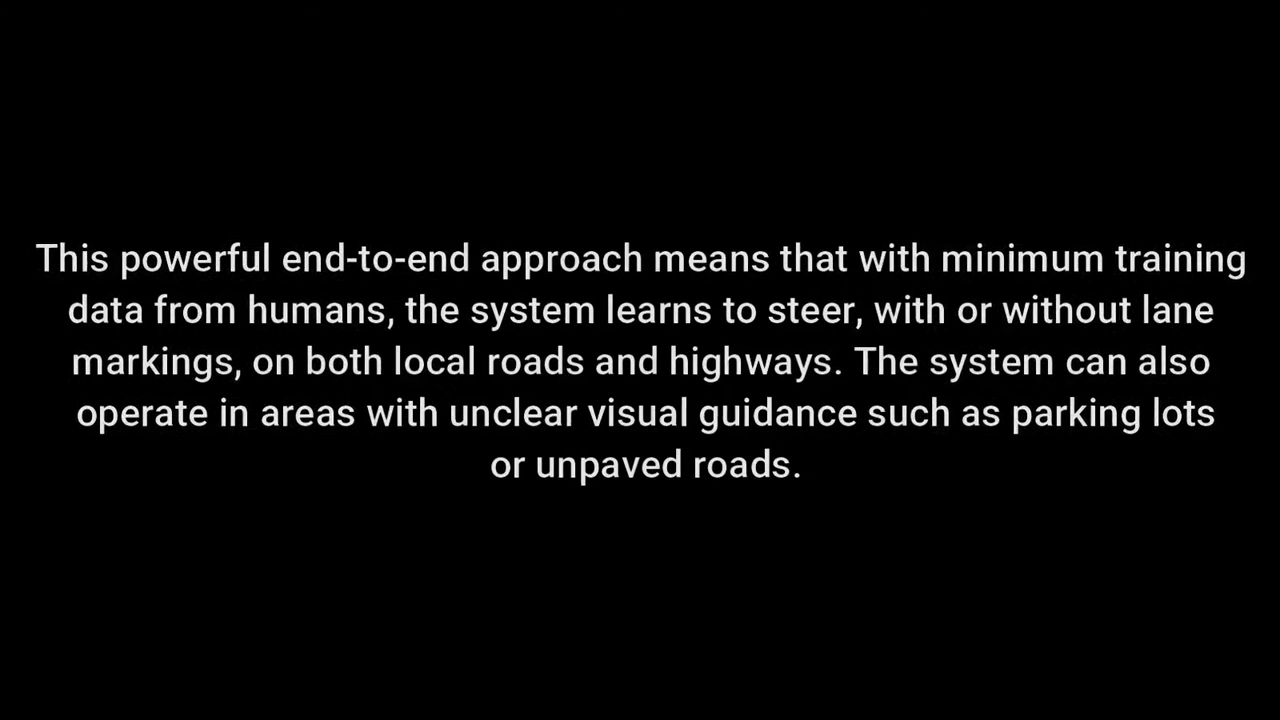 This powerful end-to-end approach means that with minimum training
data from humans, the system learns to steer, with or without lane
markings, on both local roads and highways. The system can also
operate in areas with unclear visual guidance such as parking lots
or unpaved roads.